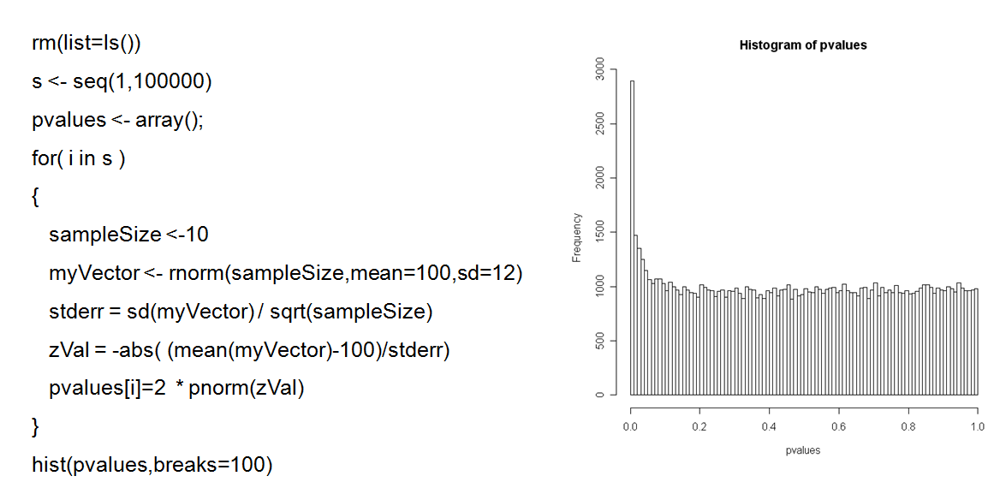 rm(list=ls())
s <- seq(1,100000)
pvalues <- array();
for( i in s )
{
sampleSize <-10
myVector <- rnorm(sampleSize,mean=100,sd=12)
stderr = sd(myVector) / sqrt(sampleSize)
zVal = -abs( (mean(myVector)-100)/stderr)
pvalues[i]=2 * pnorm(zVal)
}
hist(pvalues,breaks=100)
Histogram of pvalues
Frequency
3000
2500
2000
1500
1000
500
0
0.0 0.2 0.4 0.6 0.8 1.0
pvalues